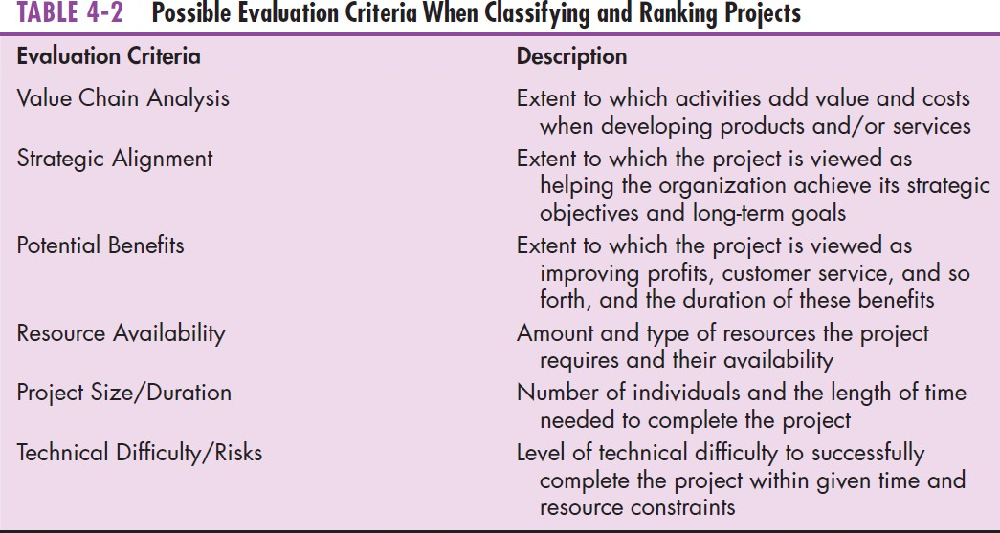 TABLE 4-2 Possible Evaluation Criteria When Classifying and Ranking Projects
Evaluation Criteria Description
Value Chain Analysis Extent to which activities add value and costs
when developing products and/or services
Strategic Alignment Extent to which the project is viewed as
helping the organization achieve its strategic
objectives and long-term goals
Potential Benefits Extent to which the project is viewed as
improving profits, customer service, and so
forth, and the duration of these benefits
Resource Availability Amount and type of resources the project
requires and their availability
Project Size/Duration Number of individuals and the length of time
needed to complete the project
Technical Difficulty/Risks Level of technical difficulty to successfully
complete the project within given time and
resource constraints